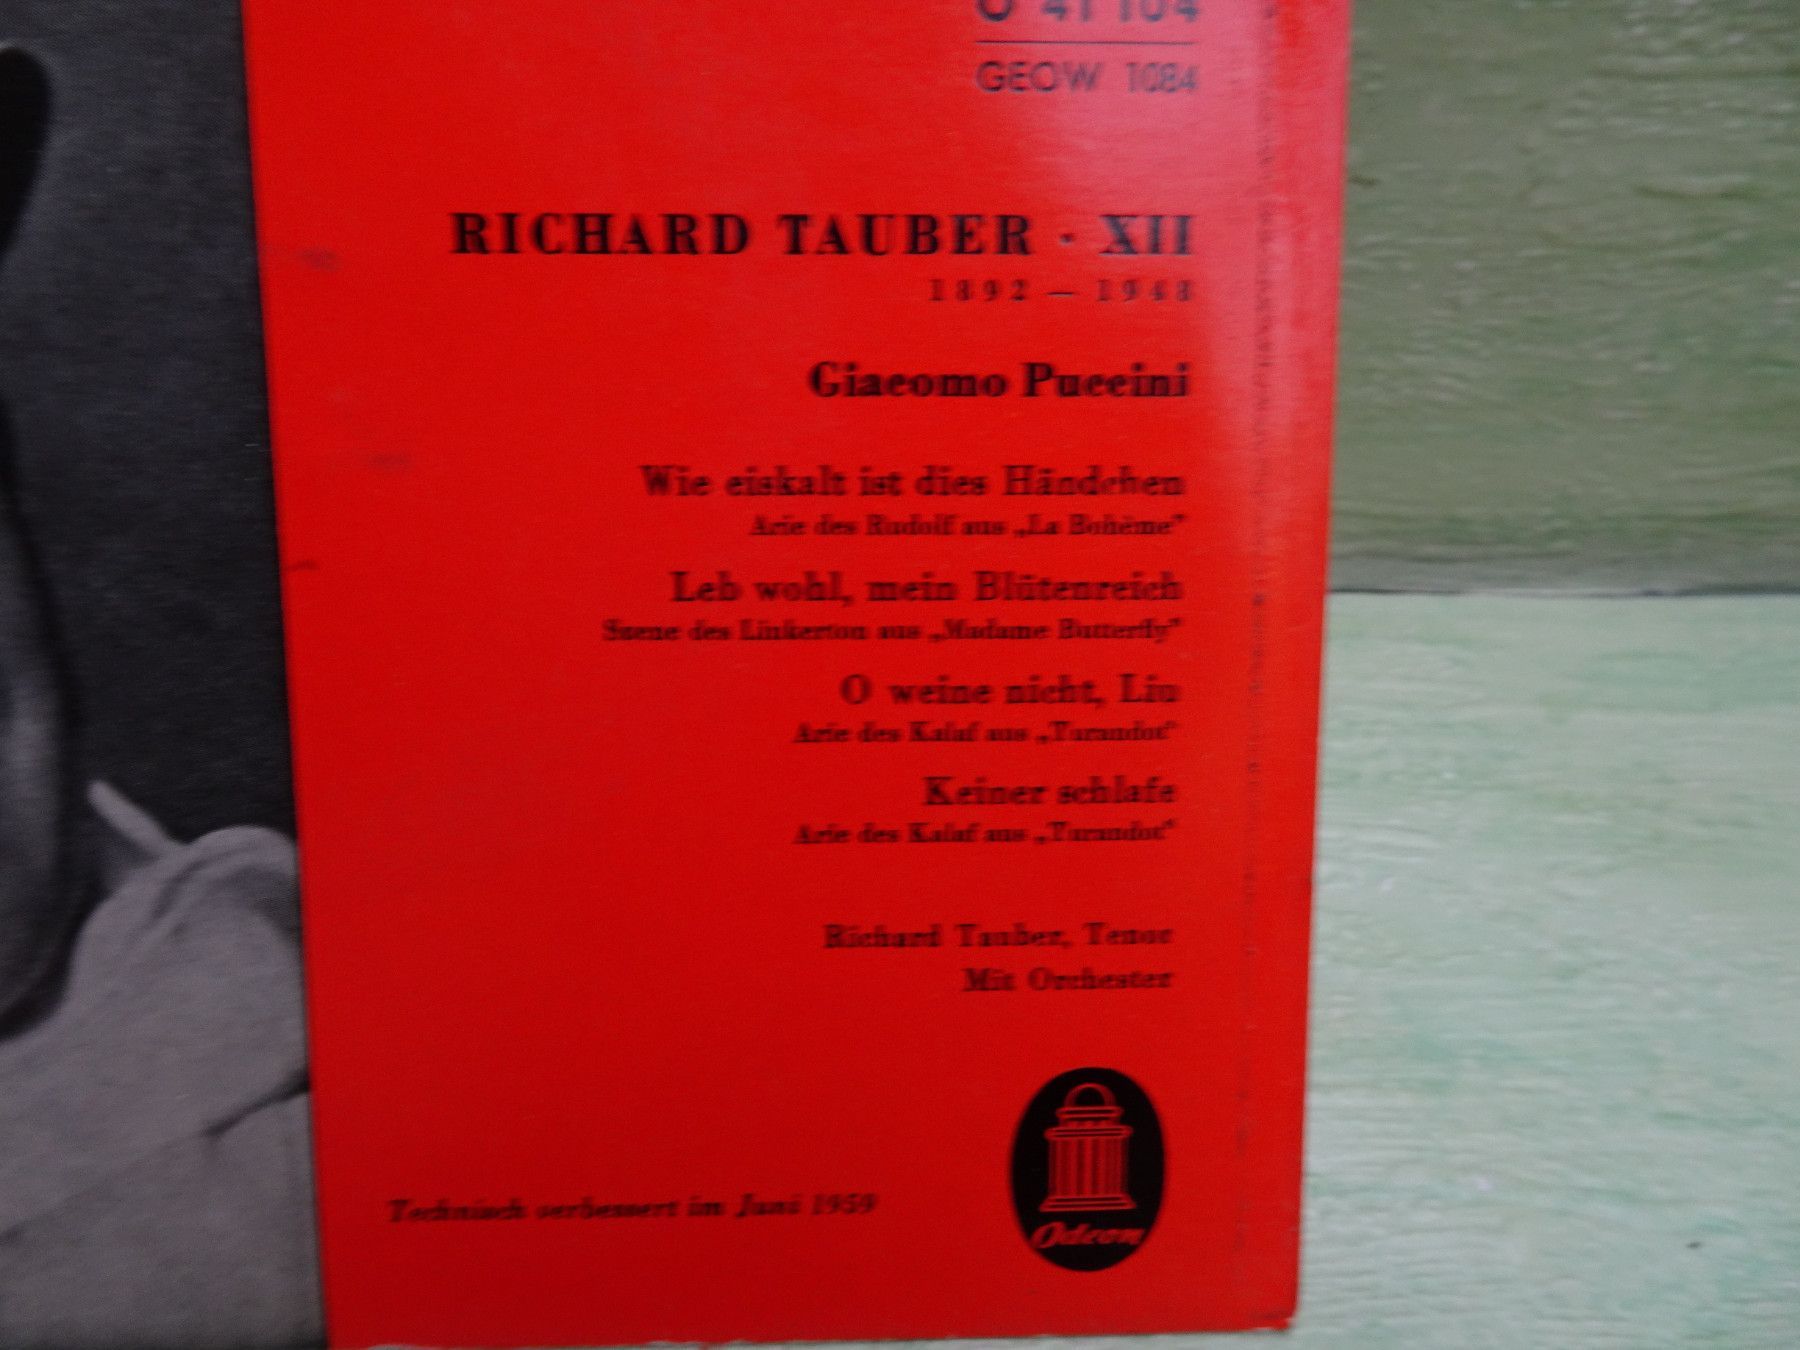 O 41 104
GEOW 1084
RICHARD TAUBER · XII
1892 – 1948
Giacomo Puccini
Wie eiskalt ist dies Händchen
Arie des Rudolf aus „La Bohème”
Leb wohl, mein Blütenreich
Szene des Linkerton aus „Madame Butterfly”
O weine nicht, Liu
Arie des Kalaf aus „Turandot”
Keiner schlafe
Arie des Kalaf aus „Turandot”
Richard Tauber, Tenor
Mit Orchester
Technisch verbessert im Juni 1959
Odeon